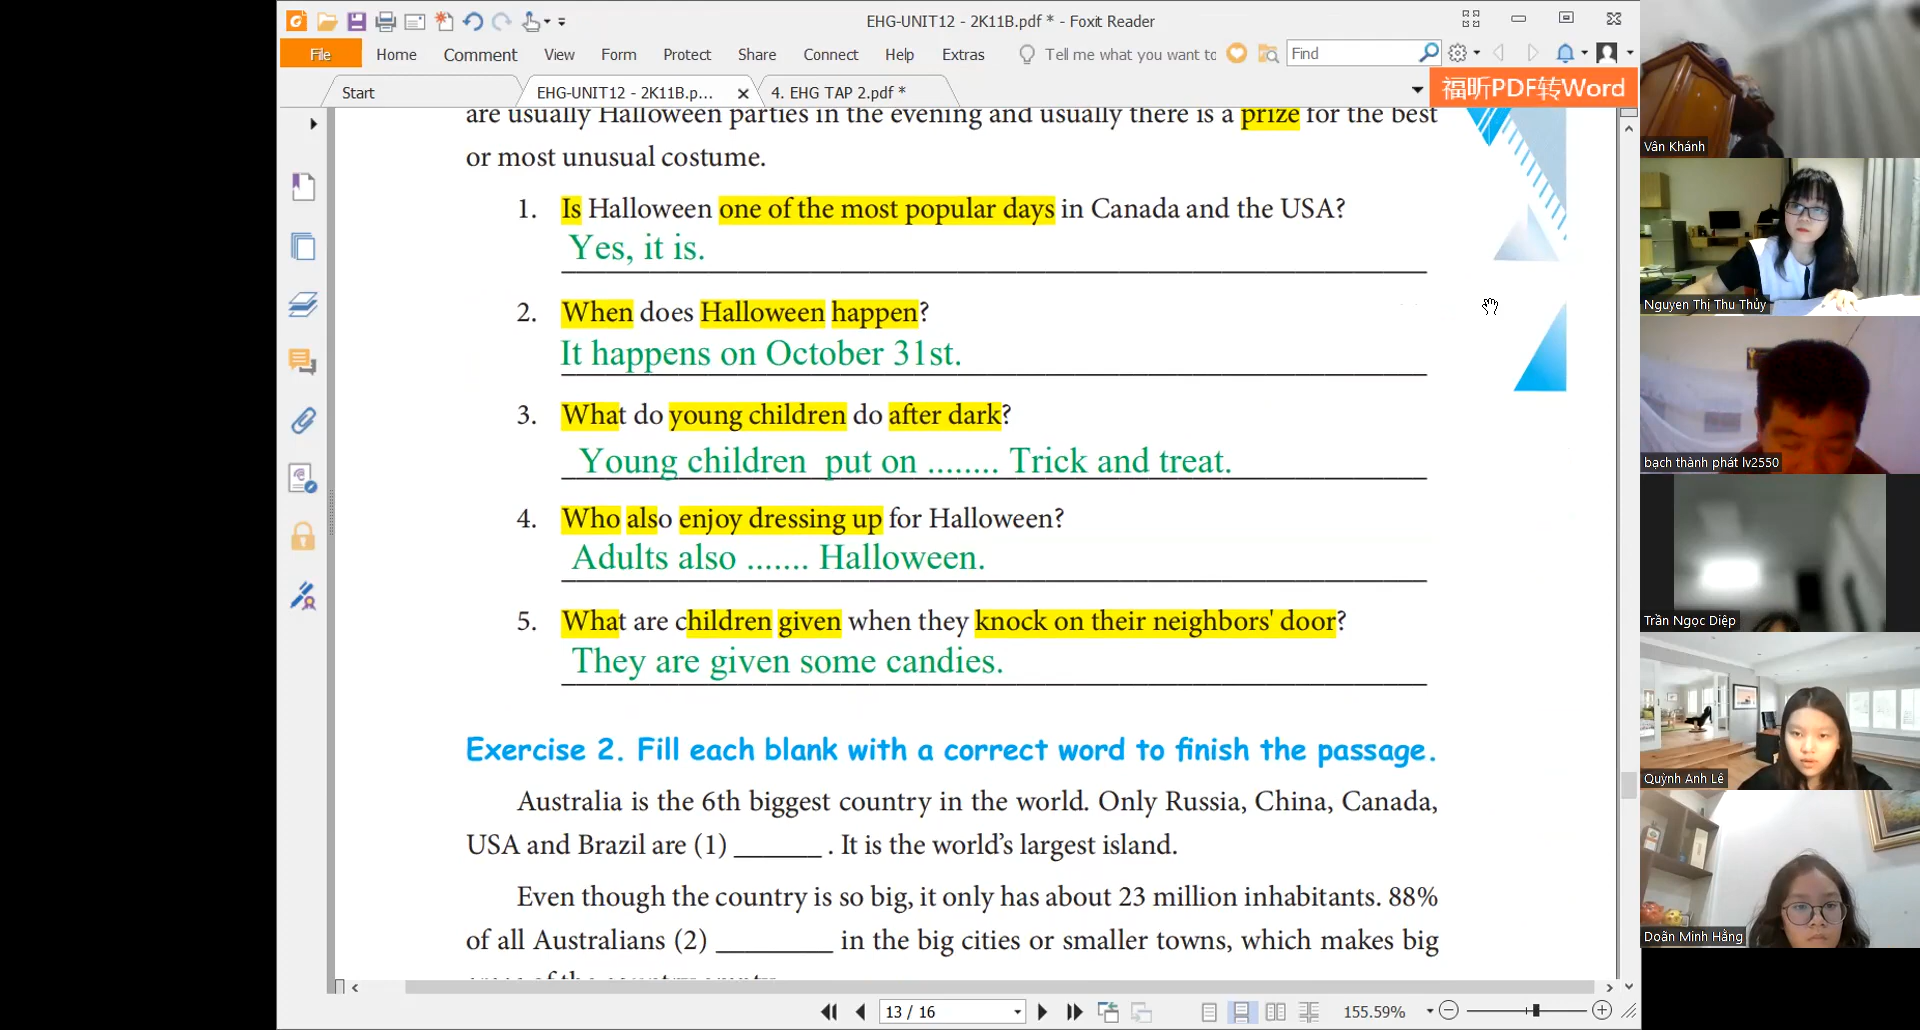 EHG-UNIT12 - 2K11B.pdf * - Foxit Reader
File Home Comment View Form Protect Share Connect Help Extras Tell me what you want to Find
Start EHG-UNIT12 - 2K11B.p... 4. EHG TAP 2.pdf *
福昕PDF转Word
are usually Halloween parties in the evening and usually there is a prize for the best
or most unusual costume.
1. Is Halloween one of the most popular days in Canada and the USA?
Yes, it is.
2. When does Halloween happen?
It happens on October 31st.
3. What do young children do after dark?
Young children put on ........ Trick and treat.
4. Who also enjoy dressing up for Halloween?
Adults also ....... Halloween.
5. What are children given when they knock on their neighbors' door?
They are given some candies.
Exercise 2. Fill each blank with a correct word to finish the passage.
Australia is the 6th biggest country in the world. Only Russia, China, Canada,
USA and Brazil are (1) ______ . It is the world's largest island.
Even though the country is so big, it only has about 23 million inhabitants. 88%
of all Australians (2) ________ in the big cities or smaller towns, which makes big
areas of the country empty
13 / 16
155.59%
Vân Khánh
Nguyen Thị Thu Thủy
bạch thành phát lv2550
Trần Ngọc Diệp
Quỳnh Anh Lê
Doãn Minh Hằng